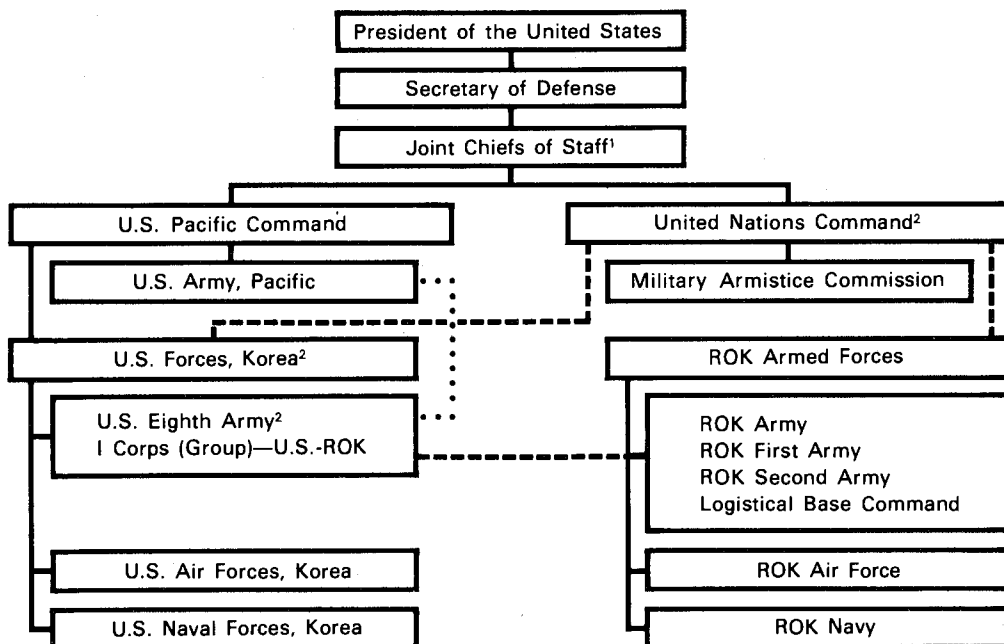 President of the United States
Secretary of Defense
Joint Chiefs of Staff¹
U.S. Pacific Command
United Nations Command²
U.S. Army, Pacific
Military Armistice Commission
U.S. Forces, Korea²
ROK Armed Forces
U.S. Eighth Army²
I Corps (Group)—U.S.-ROK
ROK Army
ROK First Army
ROK Second Army
Logistical Base Command
U.S. Air Forces, Korea
ROK Air Force
U.S. Naval Forces, Korea
ROK Navy